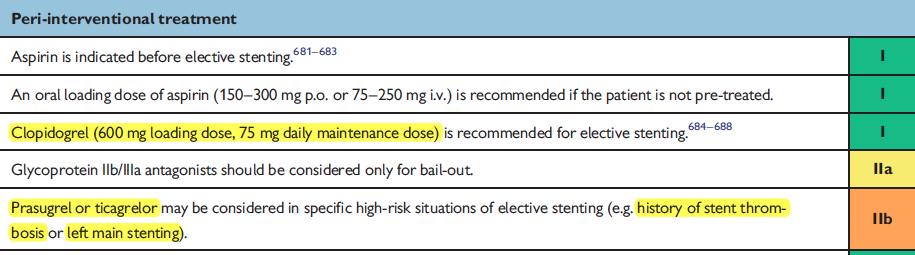 Peri-interventional treatment
Aspirin is indicated before elective stenting.681–683
I
An oral loading dose of aspirin (150–300 mg p.o. or 75–250 mg i.v.) is recommended if the patient is not pre-treated.
I
Clopidogrel (600 mg loading dose, 75 mg daily maintenance dose) is recommended for elective stenting.684–688
I
Glycoprotein IIb/IIIa antagonists should be considered only for bail-out.
IIa
Prasugrel or ticagrelor may be considered in specific high-risk situations of elective stenting (e.g. history of stent throm-
bosis or left main stenting).
IIb